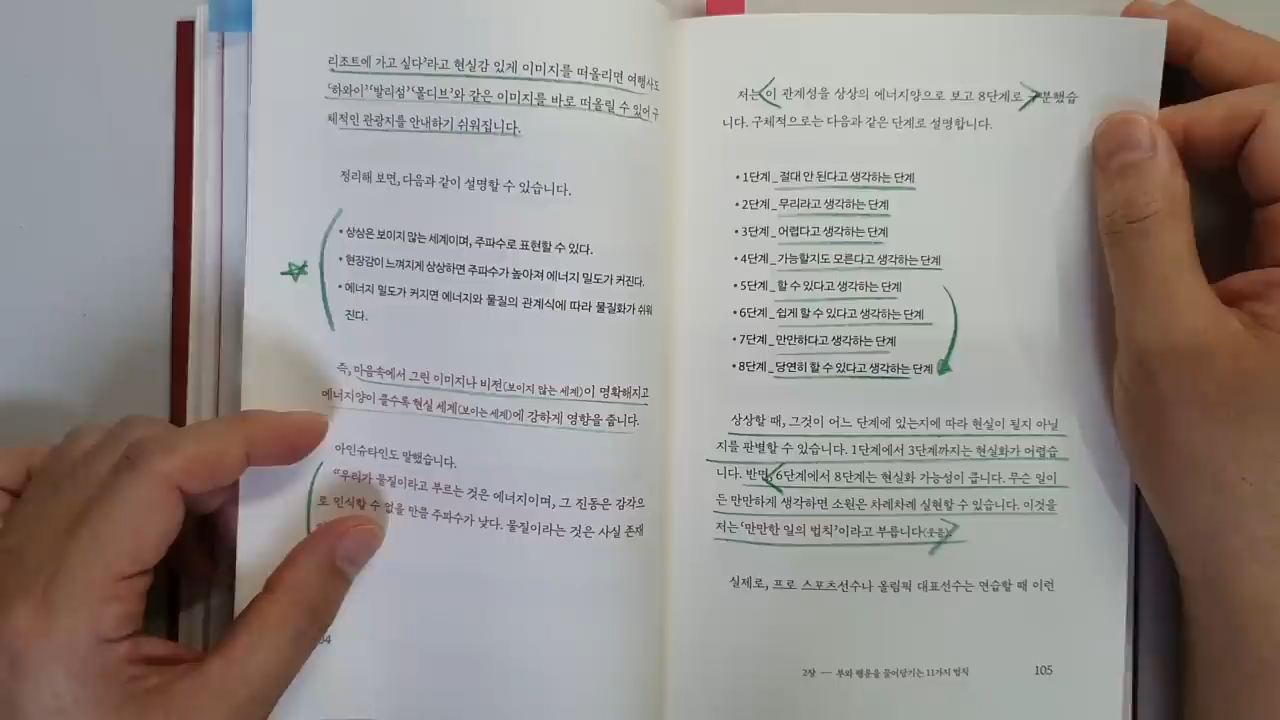 리조트에 가고 싶다'라고 현실감 있게 이미지를 떠올리면 여행사도
'하와이' '발리섬' '몰디브'와 같은 이미지를 바로 떠올릴 수 있어 구
체적인 관광지를 안내하기 쉬워집니다.
정리해 보면, 다음과 같이 설명할 수 있습니다.
• 상상은 보이지 않는 세계이며, 주파수로 표현할 수 있다.
• 현장감이 느껴지게 상상하면 주파수가 높아져 에너지 밀도가 커진다.
• 에너지 밀도가 커지면 에너지와 물질의 관계식에 따라 물질화가 쉬워
진다.
즉, 마음속에서 그린 이미지나 비전(보이지 않는 세계)이 명확해지고
에너지양이 클수록 현실 세계(보이는 세계)에 강하게 영향을 줍니다.
아인슈타인도 말했습니다.
"우리가 물질이라고 부르는 것은 에너지이며, 그 진동은 감각으
로 인식할 수 없을 만큼 주파수가 낮다. 물질이라는 것은 사실 존재
저는 이 관계성을 상상의 에너지양으로 보고 8단계로 구분했습
니다. 구체적으로는 다음과 같은 단계로 설명합니다.
• 1단계_절대 안 된다고 생각하는 단계
• 2단계_무리라고 생각하는 단계
• 3단계_어렵다고 생각하는 단계
• 4단계_가능할지도 모른다고 생각하는 단계
• 5단계_할 수 있다고 생각하는 단계
• 6단계_쉽게 할 수 있다고 생각하는 단계
• 7단계_만만하다고 생각하는 단계
• 8단계_당연히 할 수 있다고 생각하는 단계
상상할 때, 그것이 어느 단계에 있는지에 따라 현실이 될지 아닐
지를 판별할 수 있습니다. 1단계에서 3단계까지는 현실화가 어렵습
니다. 반면, 6단계에서 8단계는 현실화 가능성이 큽니다. 무슨 일이
든 만만하게 생각하면 소원은 차례차례 실현할 수 있습니다. 이것을
저는 '만만한 일의 법칙'이라고 부릅니다(웃음).
실제로, 프로 스포츠선수나 올림픽 대표선수는 연습할 때 이런
2장 — 부와 행운을 끌어당기는 11가지 법칙 105